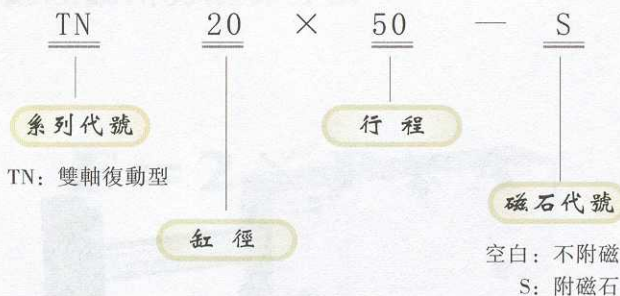 TN 20 × 50 — S
系列代號
行程
TN: 雙軸復動型
磁石代號
缸徑
空白: 不附磁
S: 附磁石